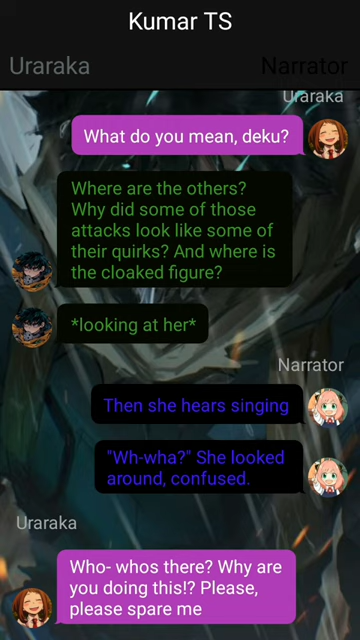 Kumar TS
Uraraka
Narrator
Uraraka
What do you mean, deku?
Where are the others?
Why did some of those
attacks look like some of
their quirks? And where is
the cloaked figure?
*looking at her*
Narrator
Then she hears singing
"Wh-wha?" She looked
around, confused.
Uraraka
Who- whos there? Why are
you doing this!? Please,
please spare me